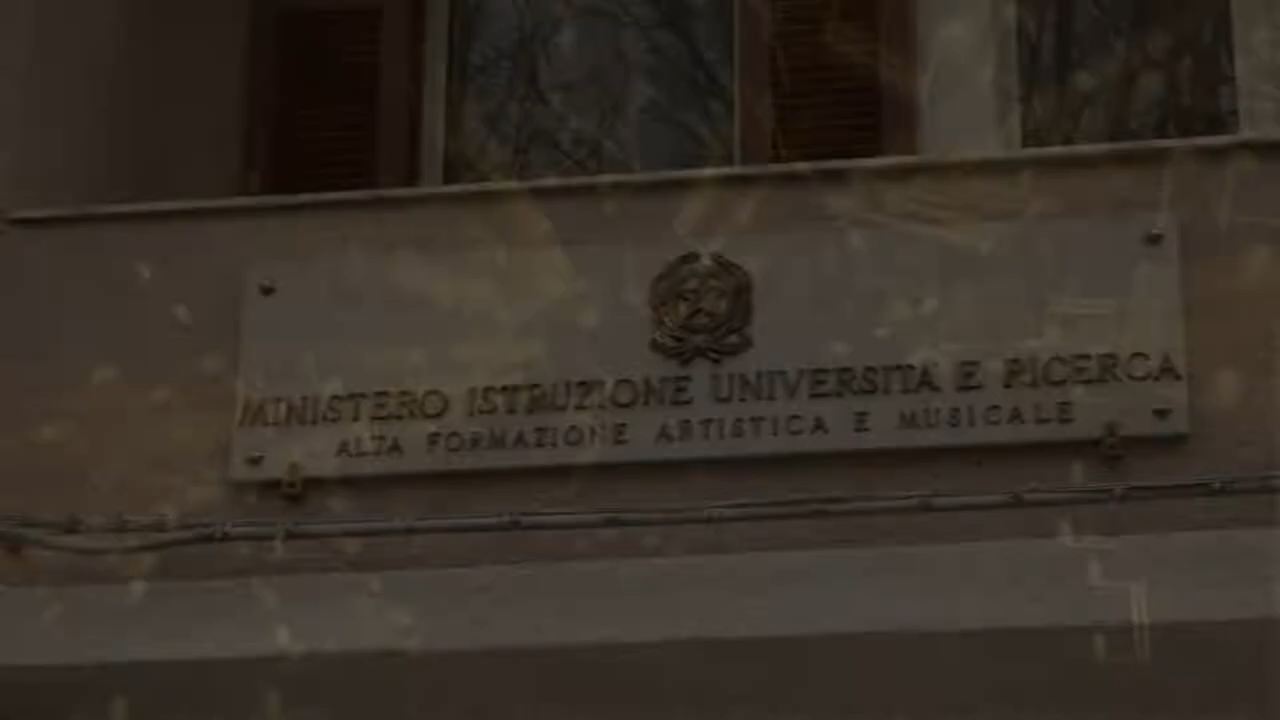 MINISTERO ISTRUZIONE UNIVERSITA E RICERCA
ALTA FORMAZIONE ARTISTICA E MUSICALE